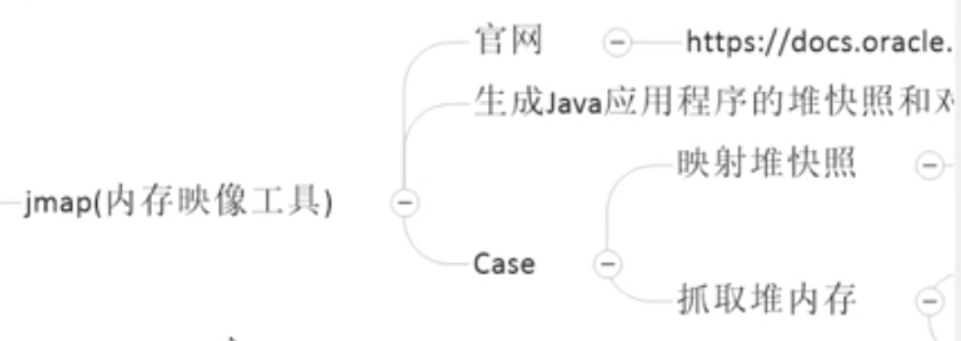 官网
https://docs.oracle.
生成Java应用程序的堆快照和
映射堆快照
jmap(内存映像工具)
Case
抓取堆内存